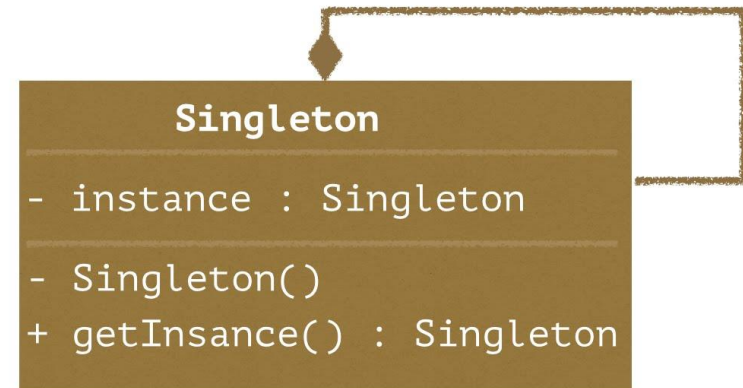 Singleton
- instance : Singleton
- Singleton()
+ getInsance() : Singleton